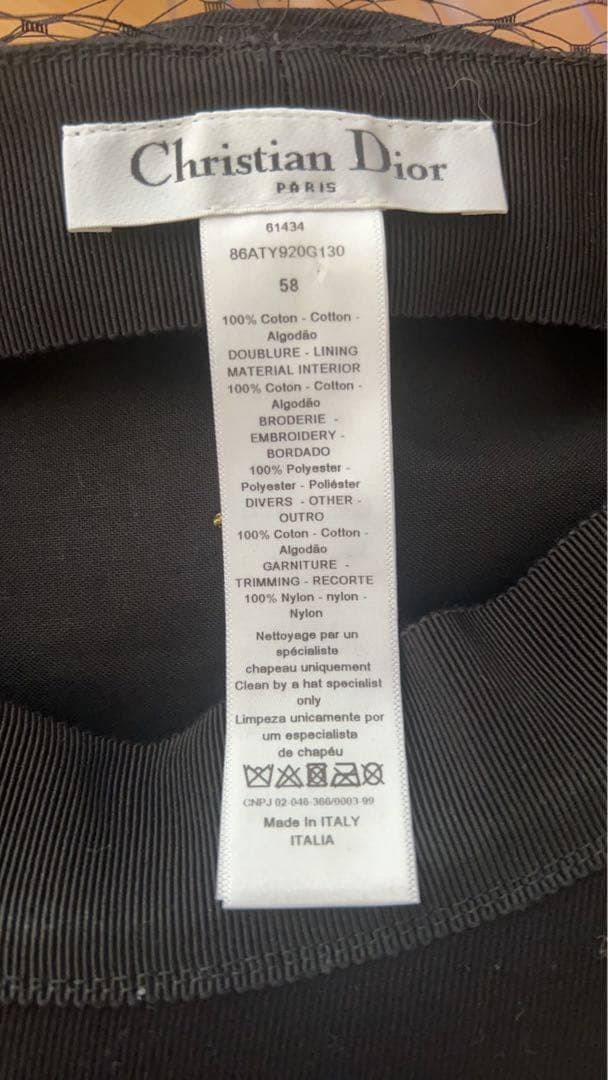 Christian Dior
PARIS
61434
86ATY920G130
58
100% Coton - Cotton -
Algodão
DOUBLURE - LINING
MATERIAL INTERIOR
100% Coton - Cotton -
Algodão
BRODERIE -
EMBROIDERY -
BORDADO
100% Polyester -
Polyester - Poliéster
DIVERS - OTHER -
OUTRO
100% Coton - Cotton -
Algodão
GARNITURE -
TRIMMING - RECORTE
100% Nylon - nylon -
Nylon
Nettoyage par un
spécialiste
chapeau uniquement
Clean by a hat specialist
only
Limpeza unicamente por
um especialista
de chapéu
CNPJ 02-046-366/0003-99
Made In ITALY
ITALIA